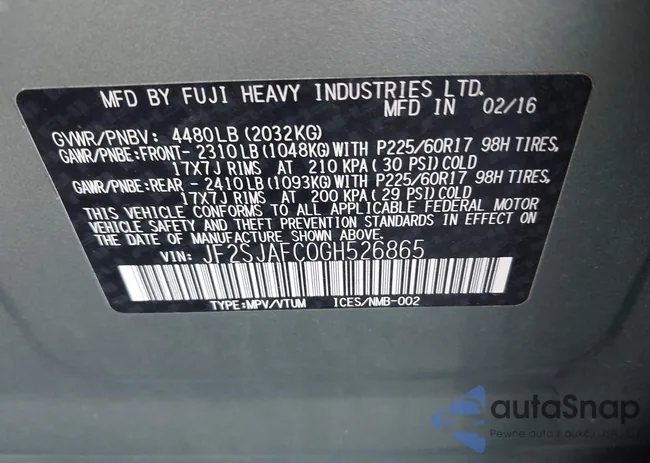 MFD BY FUJI HEAVY INDUSTRIES LTD.
MFD IN 02/16
GVWR/PNBV: 4480LB(2032KG)
GAWR/PNBE:FRONT- 2310LB(1048KG)WITH P225/60R17 98H TIRES,
17X7J RIMS AT 210 KPA(30 PSI)COLD
GAWR/PNBE:REAR - 2410LB(1093KG)WITH P225/60R17 98H TIRES,
17X7J RIMS AT 200 KPA(29 PSI)COLD
THIS VEHICLE CONFORMS TO ALL APPLICABLE FEDERAL MOTOR
VEHICLE SAFETY AND THEFT PREVENTION STANDARDS IN EFFECT ON
THE DATE OF MANUFACTURE SHOWN ABOVE.
VIN: JF2SJAFC0GH526865
TYPE:MPV/VTUM ICES/NMB-002
autaSnap
Pewne auto z aukcji